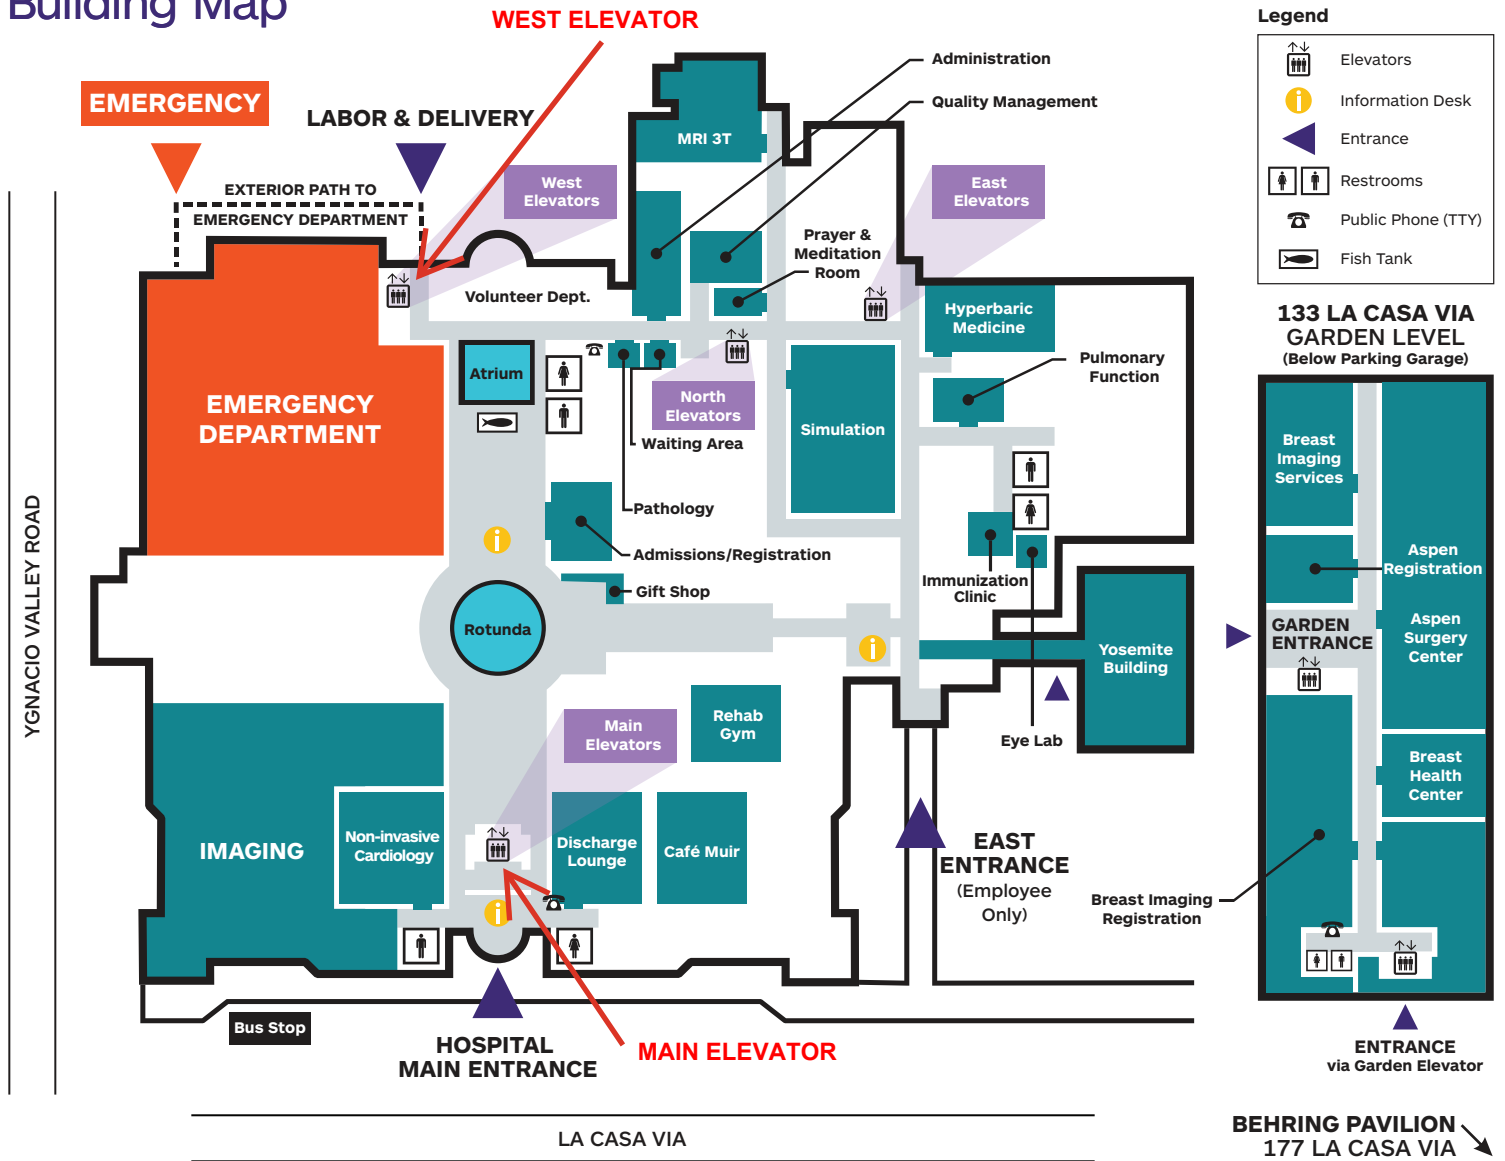 Building Map
WEST ELEVATOR
EMERGENCY
LABOR & DELIVERY
EXTERIOR PATH TO
EMERGENCY DEPARTMENT
West
Elevators
Volunteer Dept.
MRI 3T
Administration
Quality Management
East
Elevators
Prayer &
Meditation
Room
Hyperbaric
Medicine
Pulmonary
Function
Atrium
North
Elevators
Waiting Area
Simulation
EMERGENCY
DEPARTMENT
Pathology
Admissions/Registration
Gift Shop
Rotunda
Immunization
Clinic
Eye Lab
Yosemite
Building
Main
Elevators
Rehab
Gym
IMAGING
Non-invasive
Cardiology
Discharge
Lounge
Café Muir
EAST
ENTRANCE
(Employee
Only)
Bus Stop
HOSPITAL
MAIN ENTRANCE
MAIN ELEVATOR
YGNACIO VALLEY ROAD
LA CASA VIA
Legend
Elevators
i Information Desk
Entrance
Restrooms
Public Phone (TTY)
Fish Tank
133 LA CASA VIA
GARDEN LEVEL
(Below Parking Garage)
Breast
Imaging
Services
Aspen
Registration
GARDEN
ENTRANCE
Aspen
Surgery
Center
Breast
Health
Center
Breast Imaging
Registration
ENTRANCE
via Garden Elevator
BEHRING PAVILION
177 LA CASA VIA
i
i
i